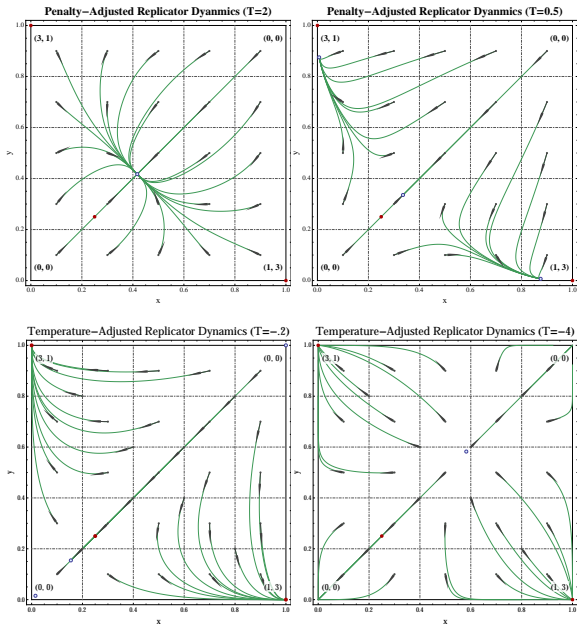 Penalty-Adjusted Replicator Dyanmics (T=2)
1.0
0.8
0.6
0.4
0.2
0.0
y
(3, 1)
(0, 0)
(0, 0)
(1, 3)
0.0 0.2 0.4 0.6 0.8 1.0
x
Penalty-Adjusted Replicator Dyanmics (T=0.5)
1.0
0.8
0.6
0.4
0.2
0.0
y
(3, 1)
(0, 0)
(0, 0)
(1, 3)
0.0 0.2 0.4 0.6 0.8 1.0
x
Temperature-Adjusted Replicator Dynamics (T=-.2)
1.0
0.8
0.6
0.4
0.2
0.0
y
(3, 1)
(0, 0)
(0, 0)
(1, 3)
0.0 0.2 0.4 0.6 0.8 1.0
x
Temperature-Adjusted Replicator Dynamics (T=-4)
1.0
0.8
0.6
0.4
0.2
0.0
y
(3, 1)
(0, 0)
(0, 0)
(1, 3)
0.0 0.2 0.4 0.6 0.8 1.0
x